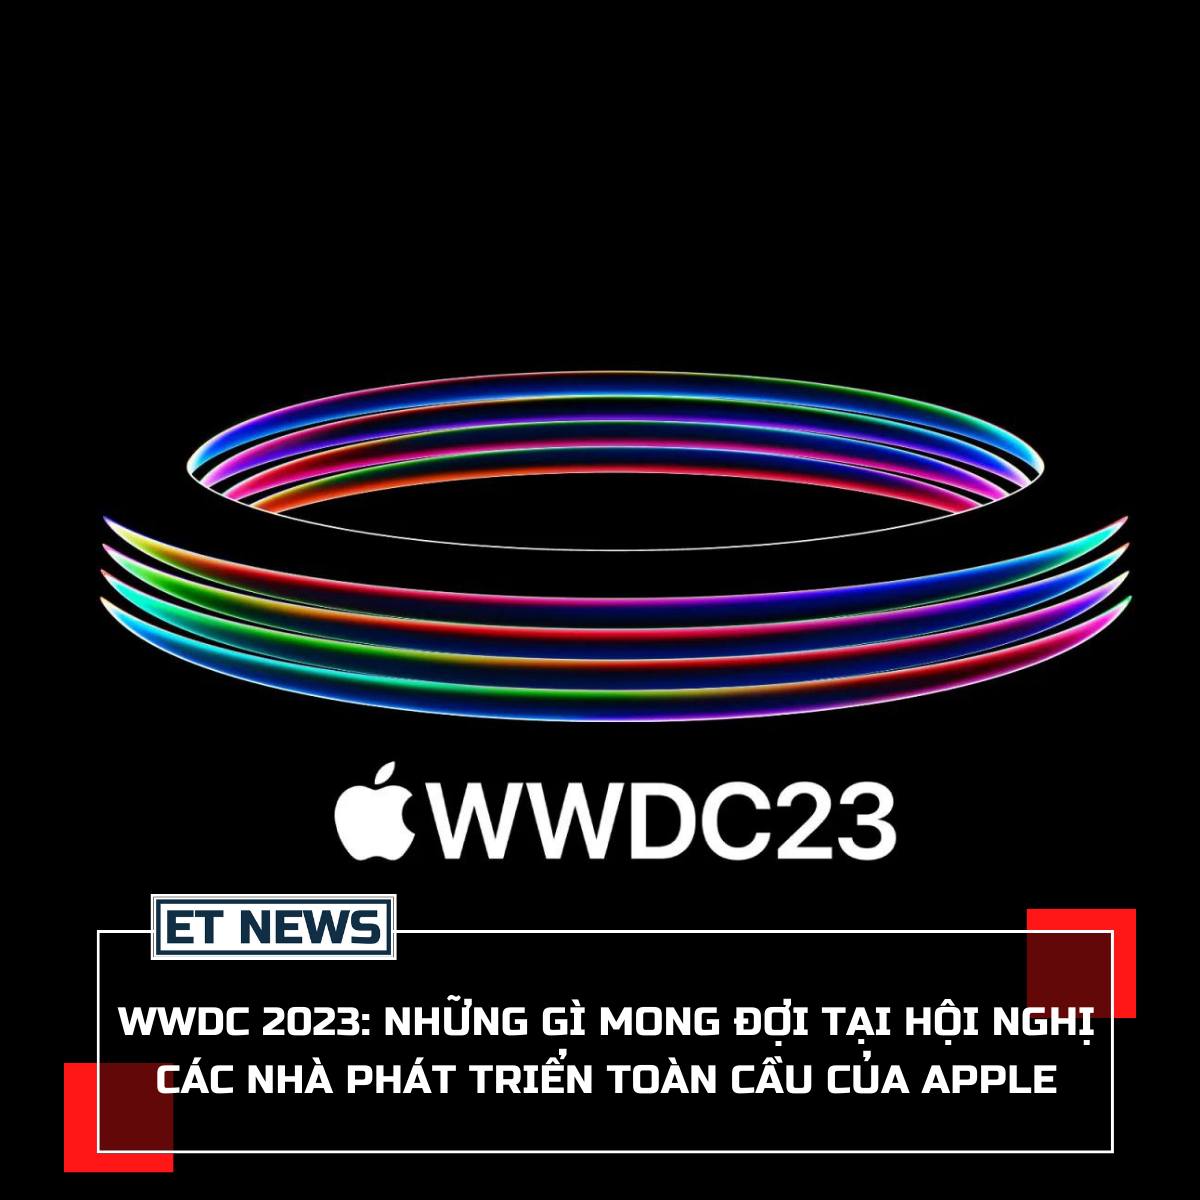 WWDC23
ET NEWS
WWDC 2023: NHỮNG GÌ MONG ĐỢI TẠI HỘI NGHỊ
CÁC NHÀ PHÁT TRIỂN TOÀN CẦU CỦA APPLE